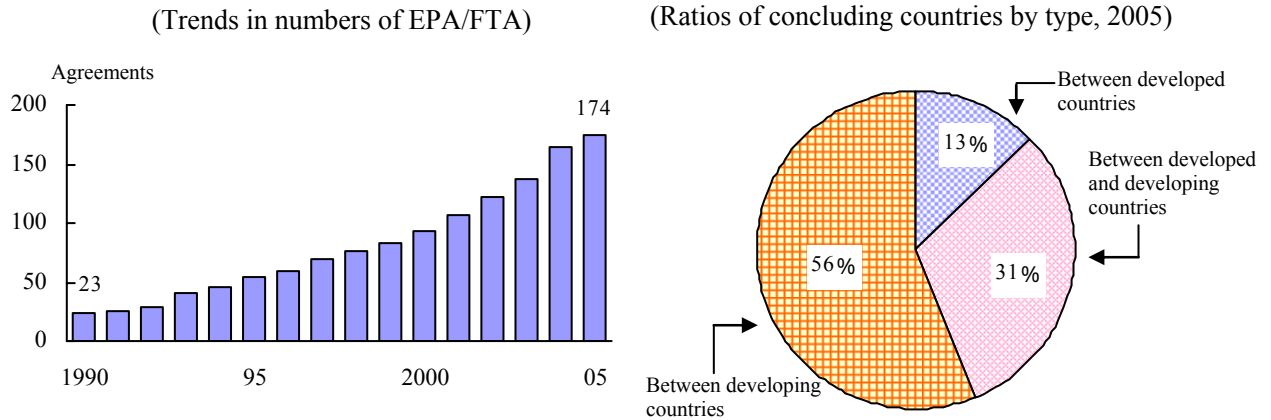 (Trends in numbers of EPA/FTA)
Agreements
200
150
100
50
0
23
174
1990
95
2000
05
(Ratios of concluding countries by type, 2005)
Between developed
countries
13%
Between developed
and developing
countries
31%
56%
Between developing
countries